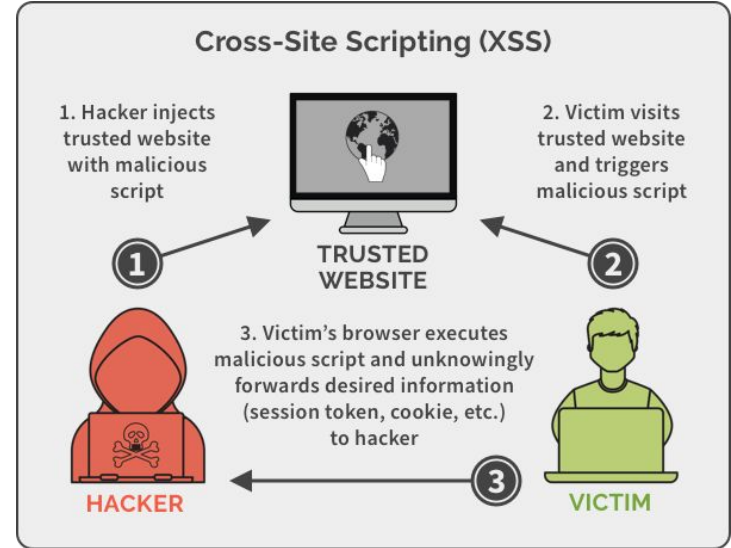 Cross-Site Scripting (XSS)
1. Hacker injects
trusted website
with malicious
script
2. Victim visits
trusted website
and triggers
malicious script
1
TRUSTED
WEBSITE
2
3. Victim's browser executes
malicious script and unknowingly
forwards desired information
(session token, cookie, etc.)
to hacker
HACKER
3
VICTIM